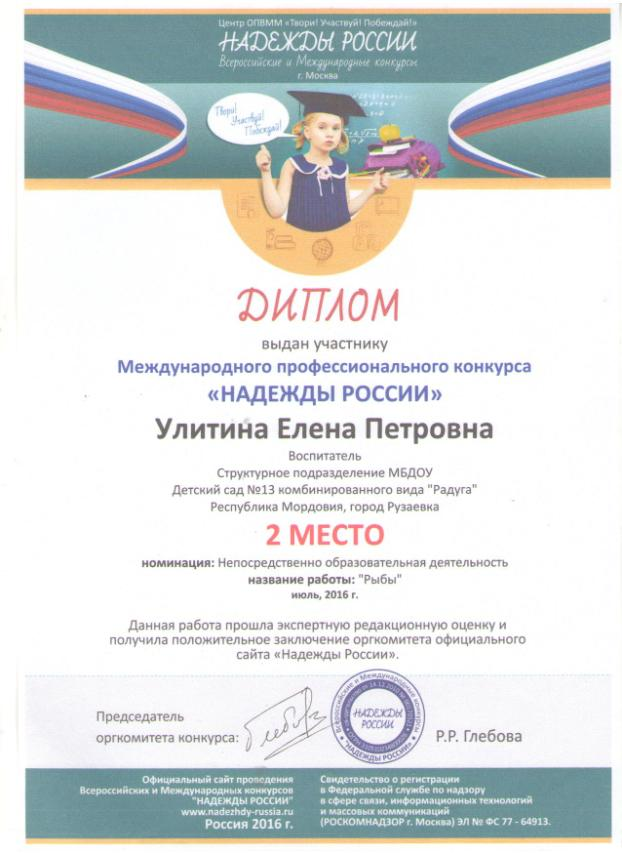 Центр ОПВММ «Твори! Участвуй! Побеждай!»
НАДЕЖДЫ РОССИИ
Всероссийские и Международные конкурсы
г. Москва
Твори!
Участвуй!
Побеждай!
ДИПЛОМ
выдан участнику
Международного профессионального конкурса
«НАДЕЖДЫ РОССИИ»
Улитина Елена Петровна
Воспитатель
Структурное подразделение МБДОУ
Детский сад №13 комбинированного вида "Радуга"
Республика Мордовия, город Рузаевка
2 МЕСТО
номинация: Непосредственно образовательная деятельность
название работы: "Рыбы"
июль, 2016 г.
Данная работа прошла экспертную редакционную оценку и
получила положительное заключение оргкомитета официального
сайта «Надежды России».
Председатель
оргкомитета конкурса:
Всероссийские и Международные конкурсы
НАДЕЖДЫ
РОССИИ
"НАДЕЖДЫ РОССИИ"
Р.Р. Глебова
Официальный сайт проведения
Всероссийских и Международных конкурсов
"НАДЕЖДЫ РОССИИ"
www.nadezhdy-russia.ru
Россия 2016 г.
Свидетельство о регистрации
в Федеральной службе по надзору
в сфере связи, информационных технологий
и массовых коммуникаций
(РОСКОМНАДЗОР г. Москва) ЭЛ № ФС 77 - 64913.